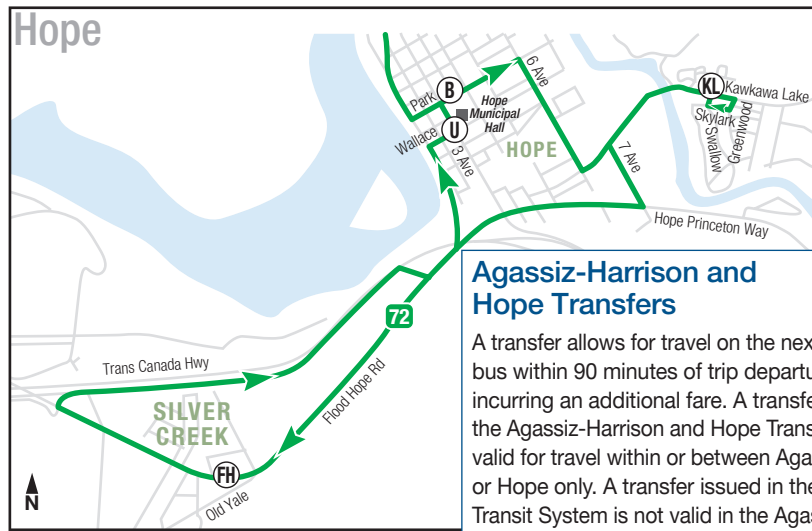 Hope
Park
B
Hope
Municipal
Hall
6 Ave
KL
Kawkawa Lake
Skylark
Swallow
Greenwood
Wallace
U
3 Ave
HOPE
7 Ave
Hope Princeton Way
72
Trans Canada Hwy
Flood Hope Rd
SILVER
CREEK
FH
Old Yale
N
Agassiz-Harrison and
Hope Transfers
A transfer allows for travel on the nex
bus within 90 minutes of trip departu
incurring an additional fare. A transfe
the Agassiz-Harrison and Hope Trans
valid for travel within or between Aga
or Hope only. A transfer issued in the
Transit System is not valid in the Agas